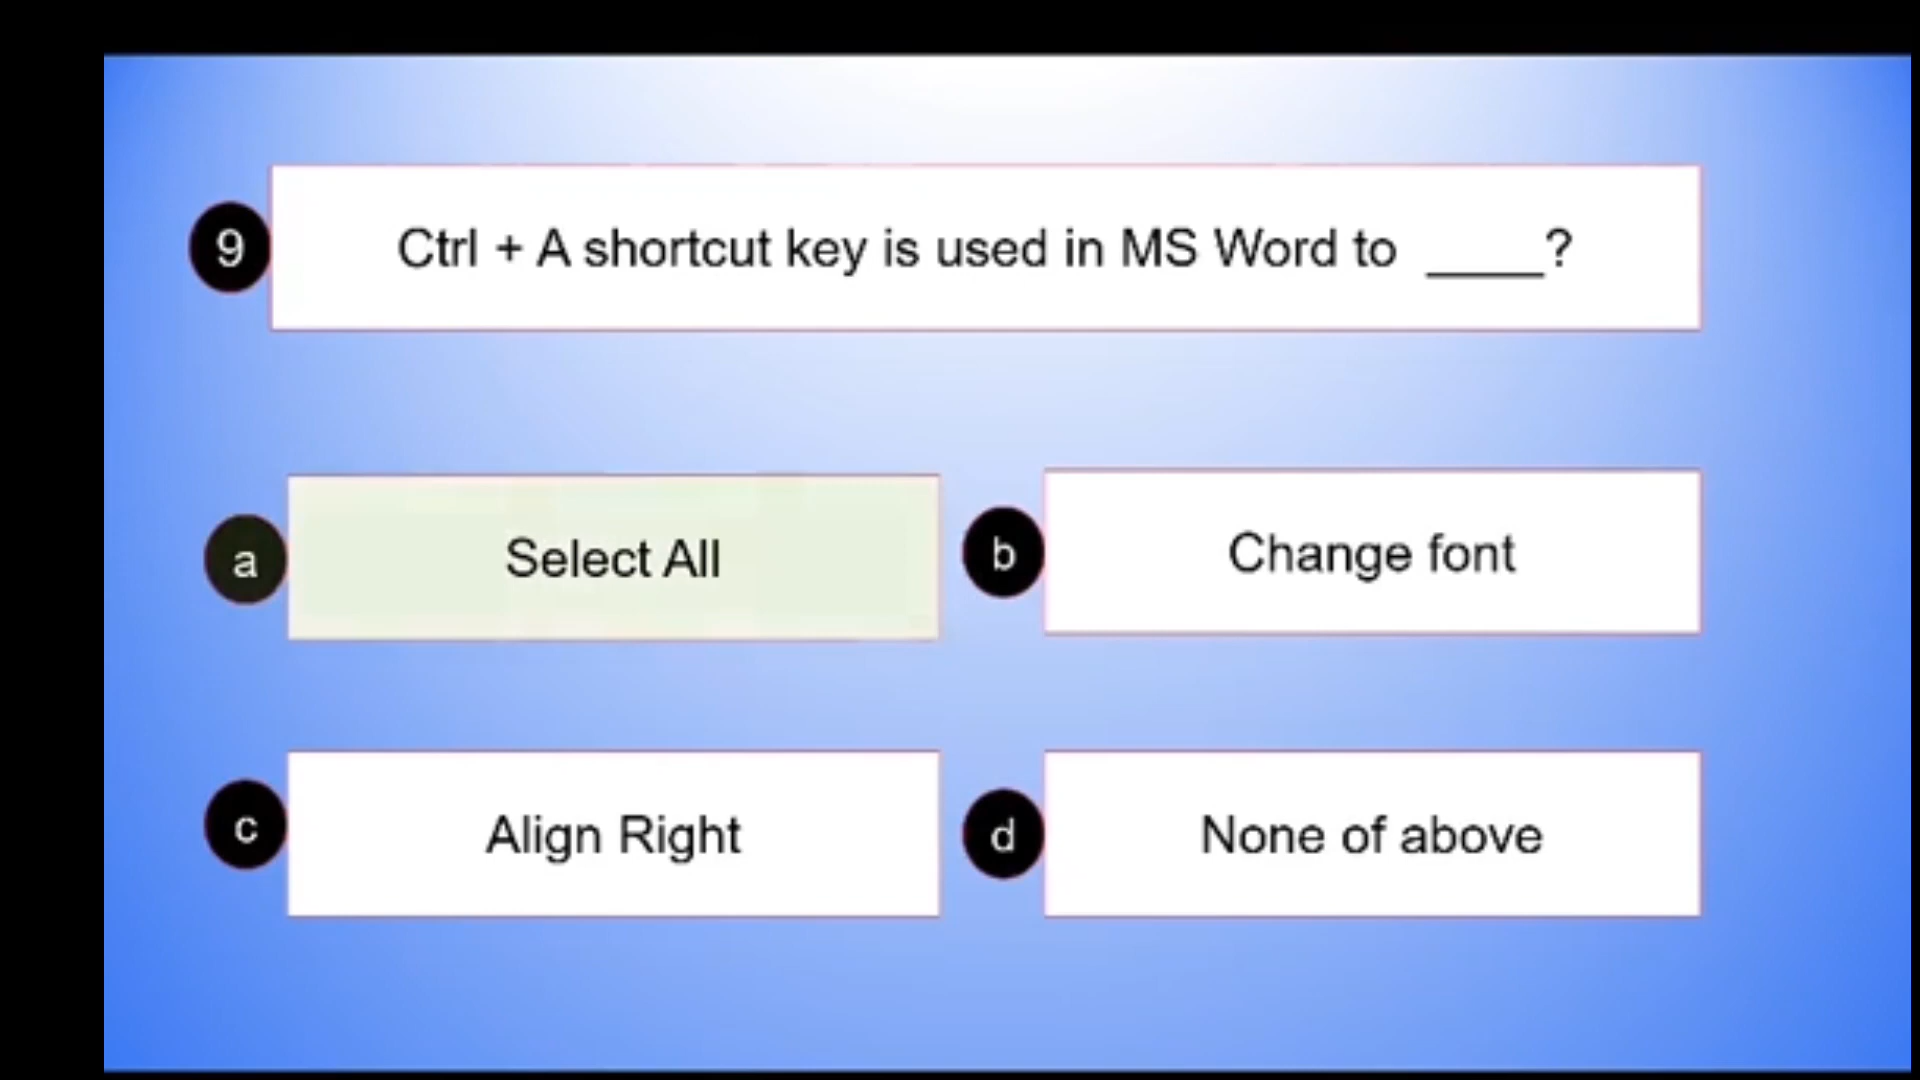 9 Ctrl + A shortcut key is used in MS Word to _____?
a Select All
b Change font
c Align Right
d None of above